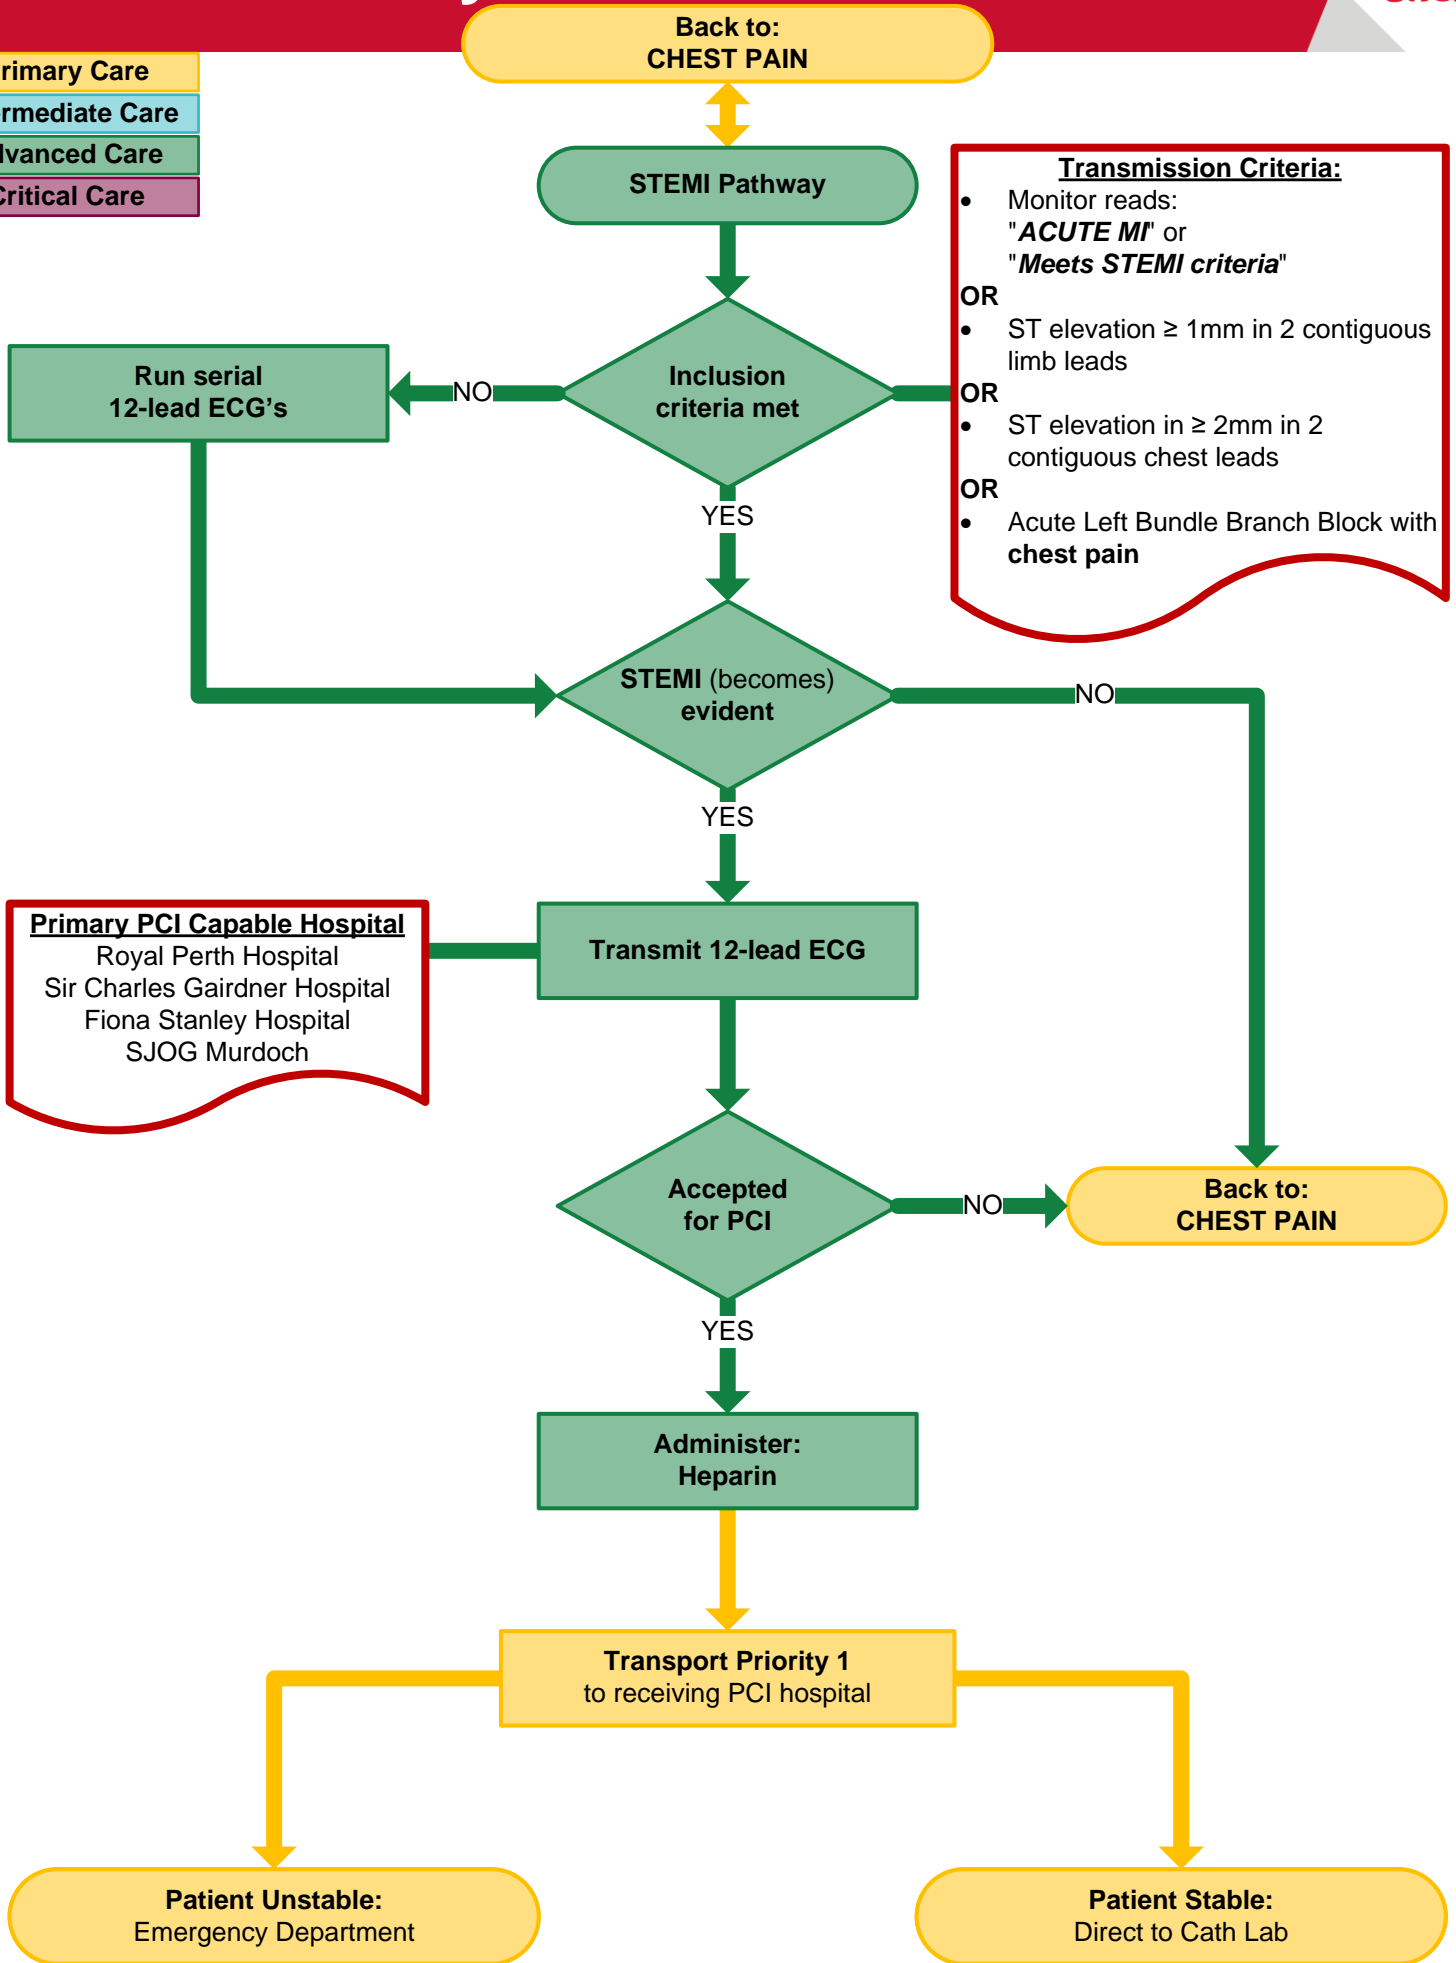 Back to:
CHEST PAIN
rimary Care
rmediate Care
dvanced Care
Critical Care
STEMI Pathway
Transmission Criteria:
• Monitor reads:
"ACUTE MI" or
"Meets STEMI criteria"
OR
• ST elevation ≥ 1mm in 2 contiguous
limb leads
OR
• ST elevation in ≥ 2mm in 2
contiguous chest leads
OR
• Acute Left Bundle Branch Block with
chest pain
Inclusion
criteria met
NO
Run serial
12-lead ECG's
YES
STEMI (becomes)
evident
NO
YES
Primary PCI Capable Hospital
Royal Perth Hospital
Sir Charles Gairdner Hospital
Fiona Stanley Hospital
SJOG Murdoch
Transmit 12-lead ECG
Accepted
for PCI
NO
Back to:
CHEST PAIN
YES
Administer:
Heparin
Transport Priority 1
to receiving PCI hospital
Patient Unstable:
Emergency Department
Patient Stable:
Direct to Cath Lab